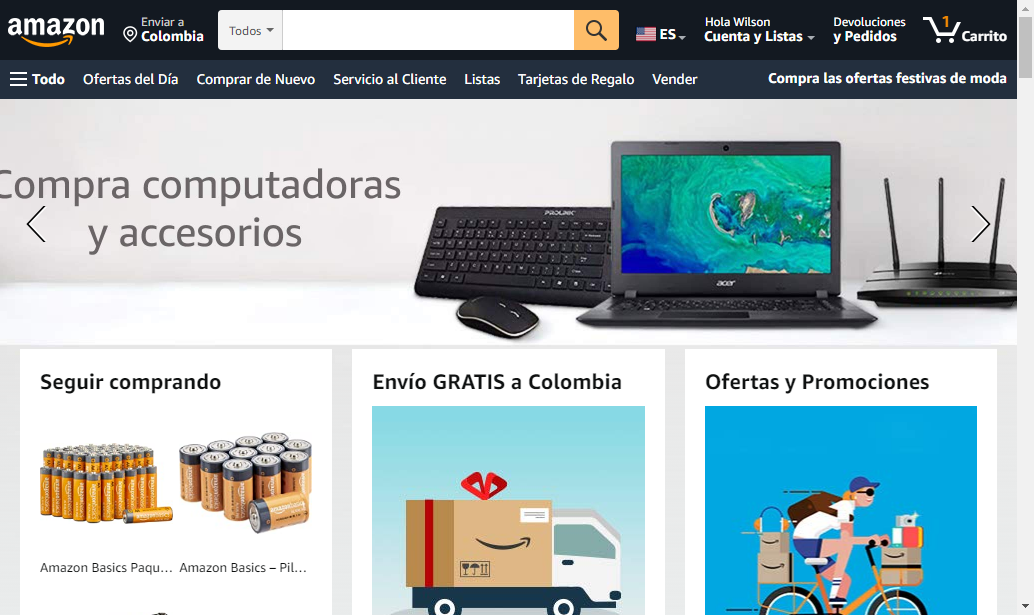 amazon
Enviar a
Colombia
Todos
ES
Hola Wilson
Cuenta y Listas
Devoluciones
y Pedidos
1
Carrito
Todo
Ofertas del Día
Comprar de Nuevo
Servicio al Cliente
Listas
Tarjetas de Regalo
Vender
Compra las ofertas festivas de moda
Compra computadoras
y accesorios
PROLINK
acer
Seguir comprando
Envío GRATIS a Colombia
Ofertas y Promociones
Amazon Basics Paqu...
Amazon Basics – Pil...